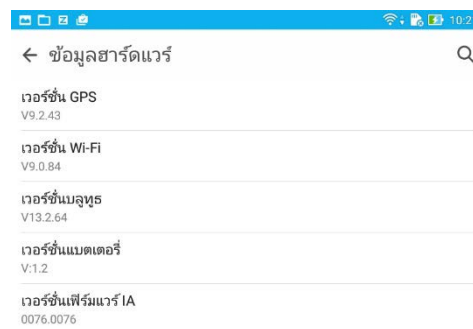 10:2
ข้อมูลฮาร์ดแวร์
เวอร์ชั่น GPS
V9.2.43
เวอร์ชั่น Wi-Fi
V9.0.84
เวอร์ชั่นบลูทูธ
V13.2.64
เวอร์ชั่นแบตเตอรี่
V:1.2
เวอร์ชั่นเฟิร์มแวร์ IA
0076.0076